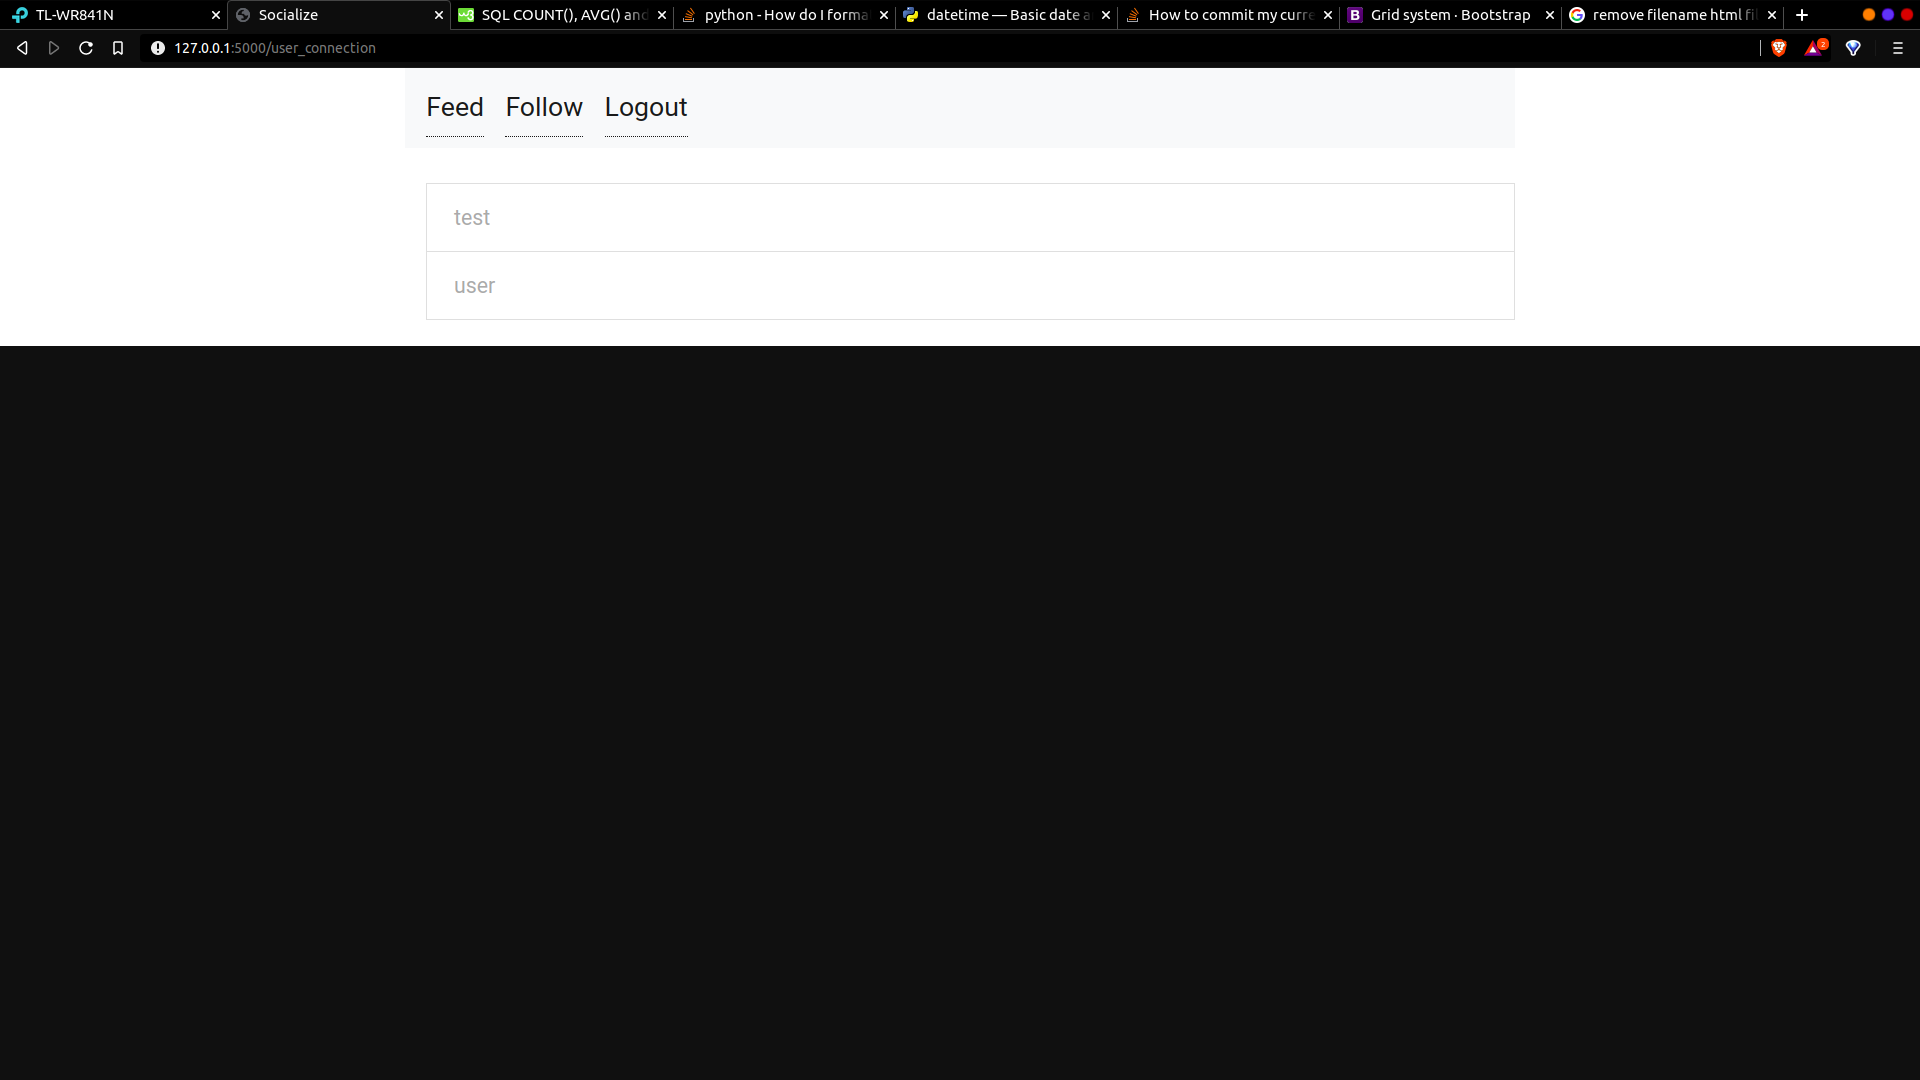 TL-WR841N
Socialize
SQL COUNT(), AVG() and
python - How do I forma
datetime — Basic date a
How to commit my curre
Grid system · Bootstrap
remove filename html fi
127.0.0.1:5000/user_connection
2
Feed Follow Logout
test
user